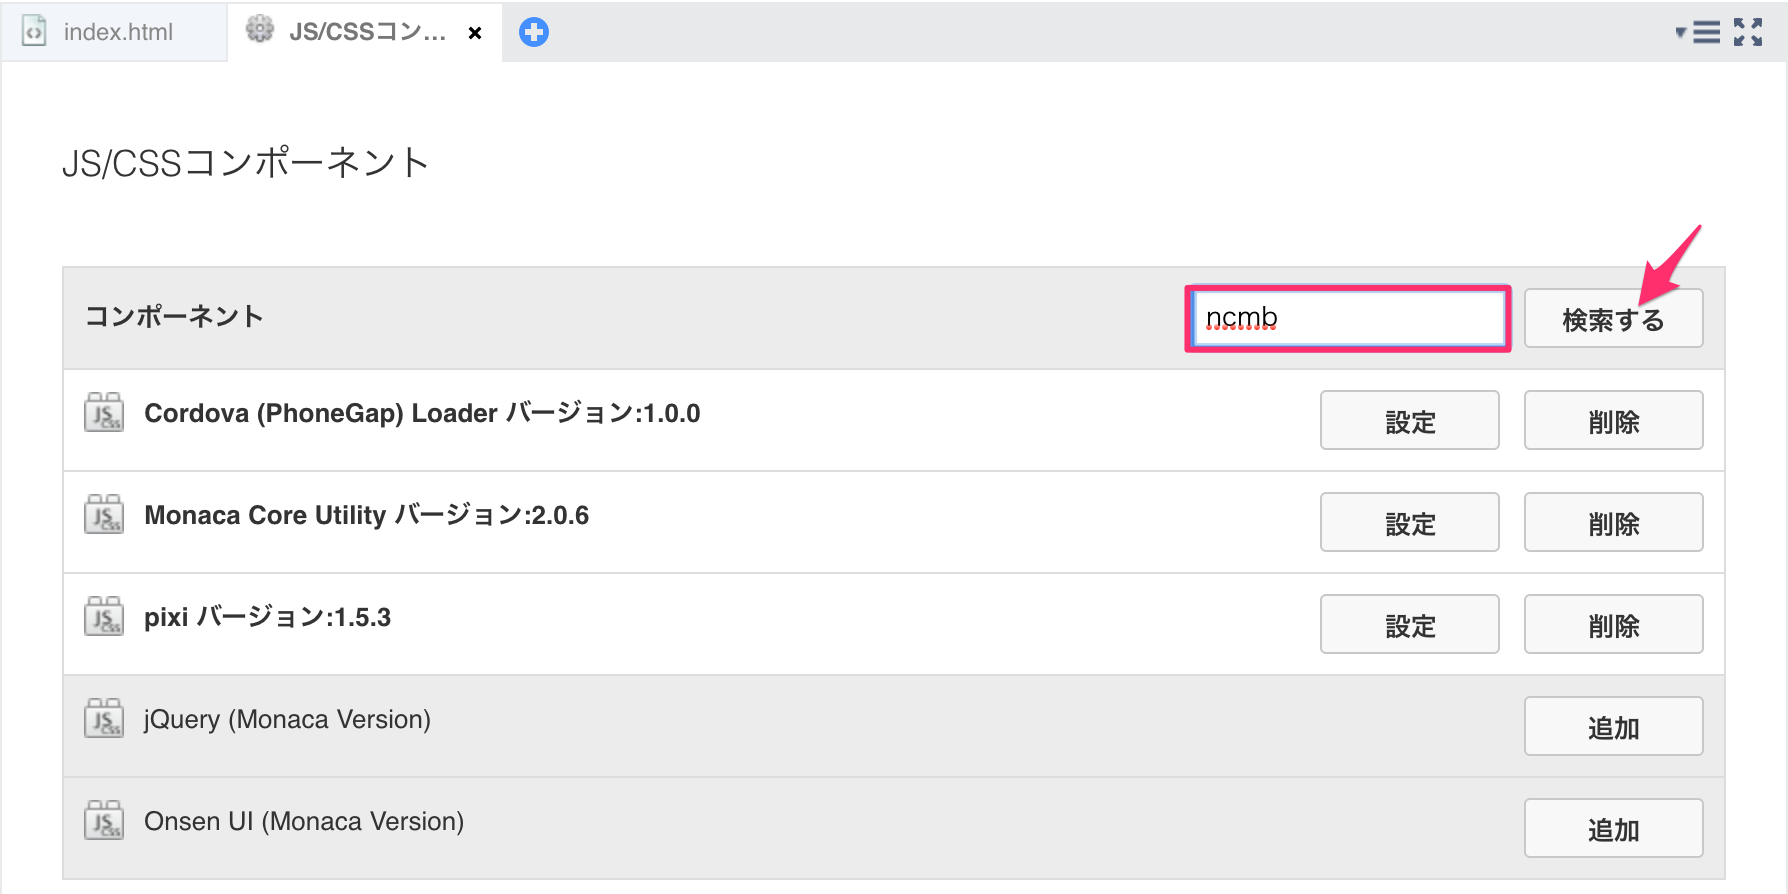 index.html
JS/CSSコン...
JS/CSSコンポーネント
コンポーネント
ncmb
検索する
Cordova (PhoneGap) Loader バージョン:1.0.0
設定
削除
Monaca Core Utility バージョン:2.0.6
設定
削除
pixi バージョン:1.5.3
設定
削除
jQuery (Monaca Version)
追加
Onsen UI (Monaca Version)
追加